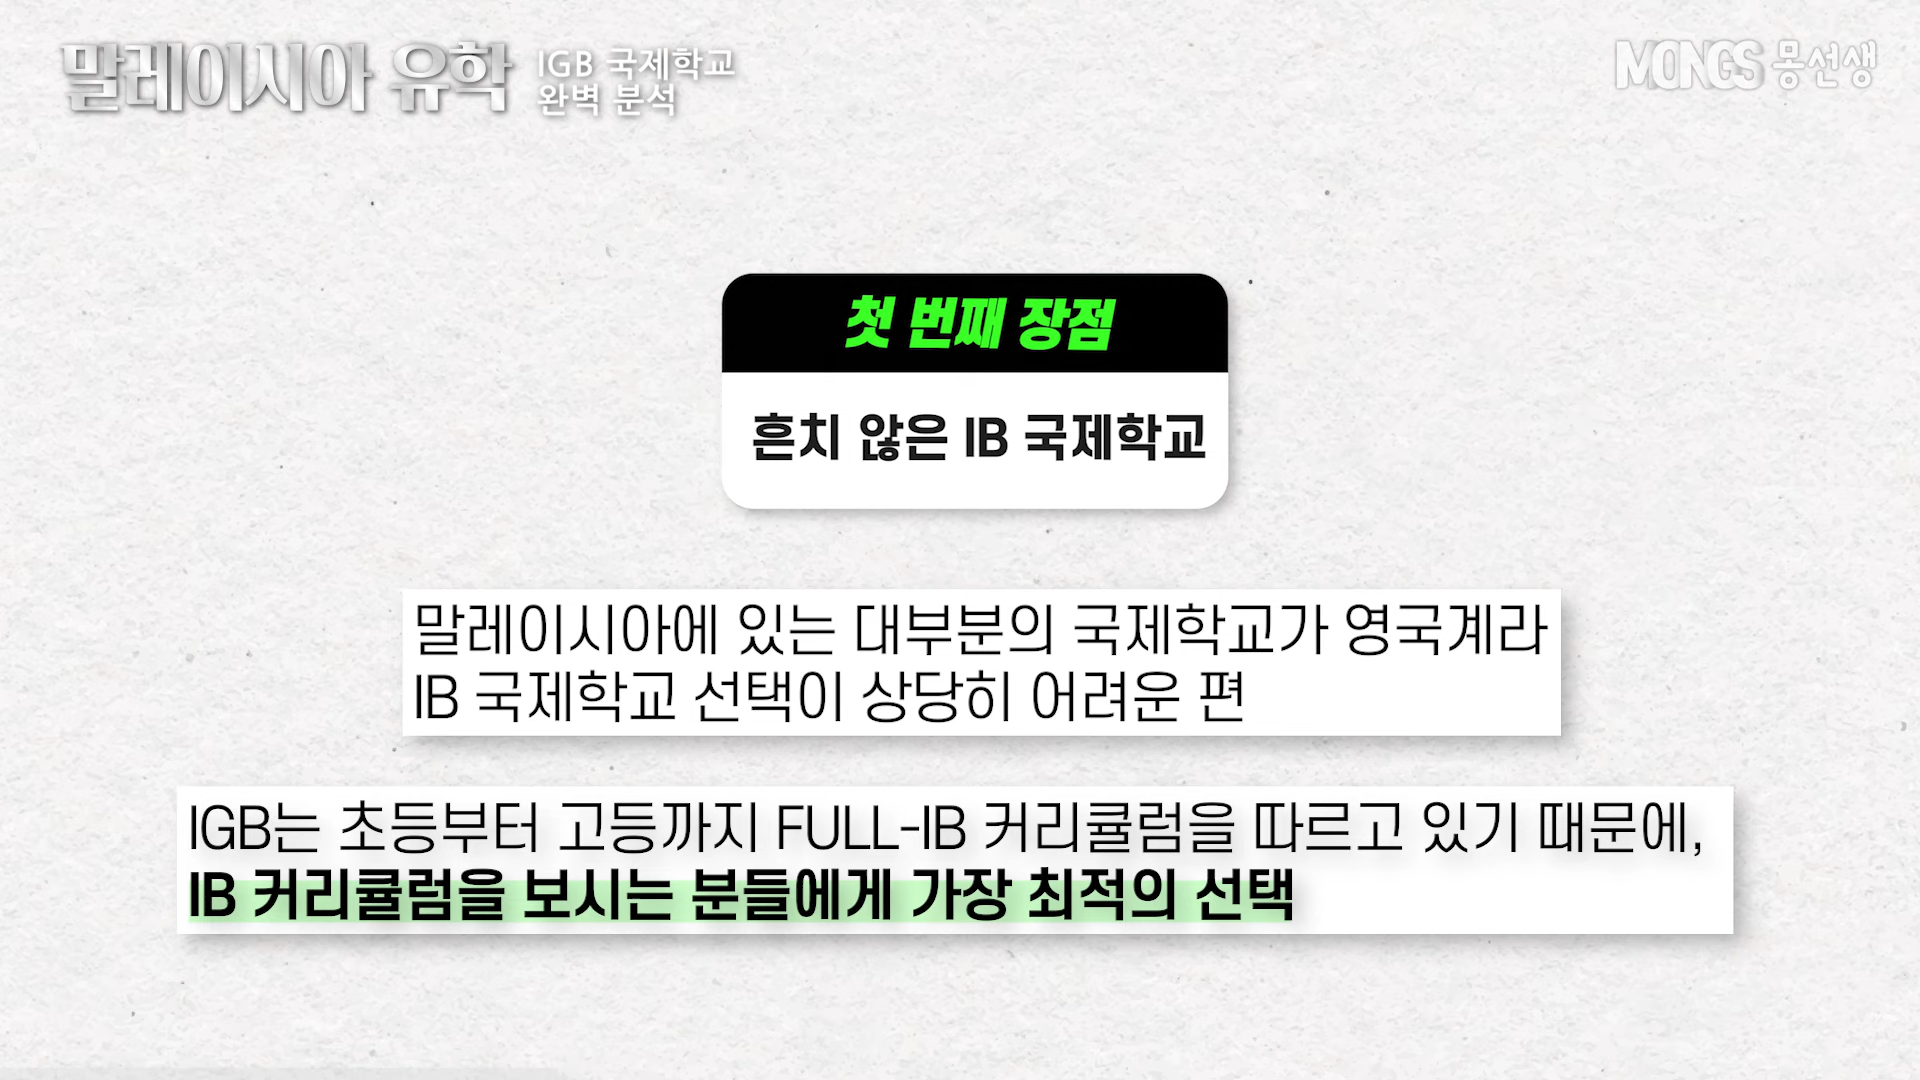 말레이시아 유학
IGB 국제학교
완벽 분석
MONGS 몽선생
첫 번째 장점
흔치 않은 IB 국제학교
말레이시아에 있는 대부분의 국제학교가 영국계라
IB 국제학교 선택이 상당히 어려운 편
IGB는 초등부터 고등까지 FULL-IB 커리큘럼을 따르고 있기 때문에,
IB 커리큘럼을 보시는 분들에게 가장 최적의 선택